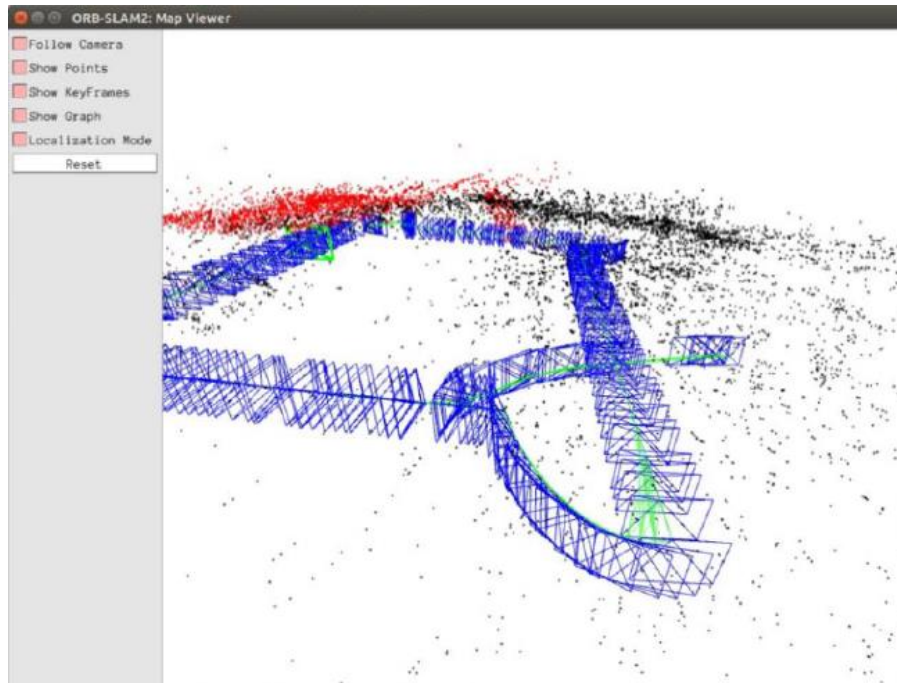 ORB-SLAM2: Map Viewer
Follow Camera
Show Points
Show KeyFrames
Show Graph
Localization Mode
Reset